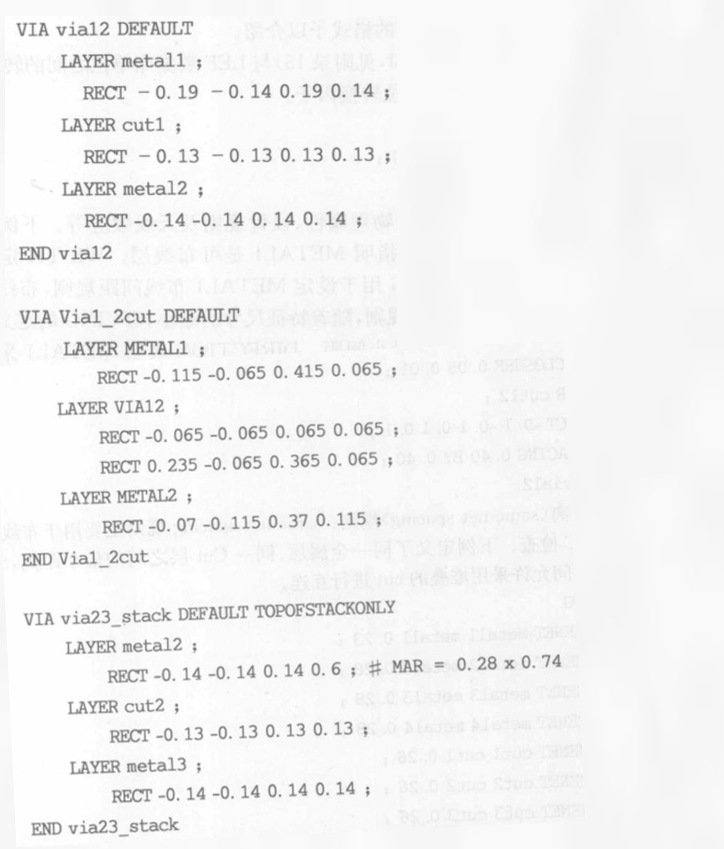 VIA via12 DEFAULT
LAYER metal1 ;
RECT -0.19 -0.14 0.19 0.14 ;
LAYER cut1 ;
RECT -0.13 -0.13 0.13 0.13 ;
LAYER metal2 ;
RECT -0.14 -0.14 0.14 0.14 ;
END via12
VIA Via1_2cut DEFAULT
LAYER METAL1 ;
RECT -0.115 -0.065 0.415 0.065 ;
LAYER VIA12 ;
RECT -0.065 -0.065 0.065 0.065 ;
RECT 0.235 -0.065 0.365 0.065 ;
LAYER METAL2 ;
RECT -0.07 -0.115 0.37 0.115 ;
END Via1_2cut
VIA via23_stack DEFAULT TOPOFSTACKONLY
LAYER metal2 ;
RECT -0.14 -0.14 0.14 0.6 ; # MAR = 0.28 x 0.74
LAYER cut2 ;
RECT -0.13 -0.13 0.13 0.13 ;
LAYER metal3 ;
RECT -0.14 -0.14 0.14 0.14 ;
END via23_stack